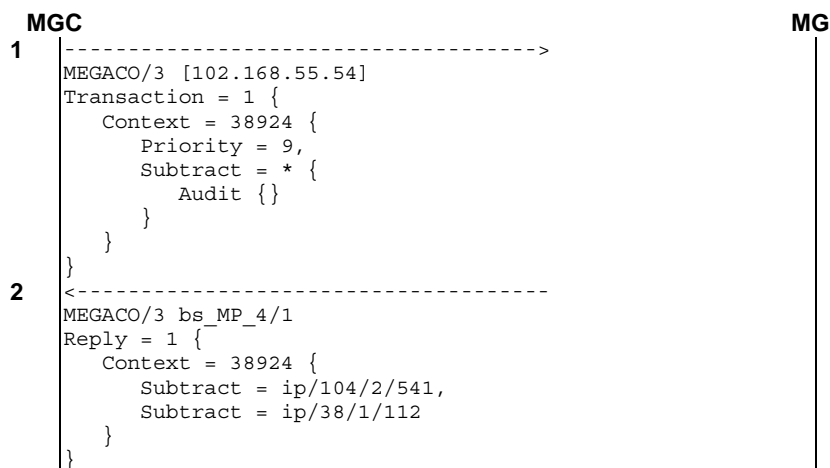 MGC MG
1 ------------------------------------->
MEGACO/3 [102.168.55.54]
Transaction = 1 {
   Context = 38924 {
      Priority = 9,
      Subtract = * {
         Audit {}
      }
   }
}
2 <-------------------------------------
MEGACO/3 bs_MP_4/1
Reply = 1 {
   Context = 38924 {
      Subtract = ip/104/2/541,
      Subtract = ip/38/1/112
   }
}